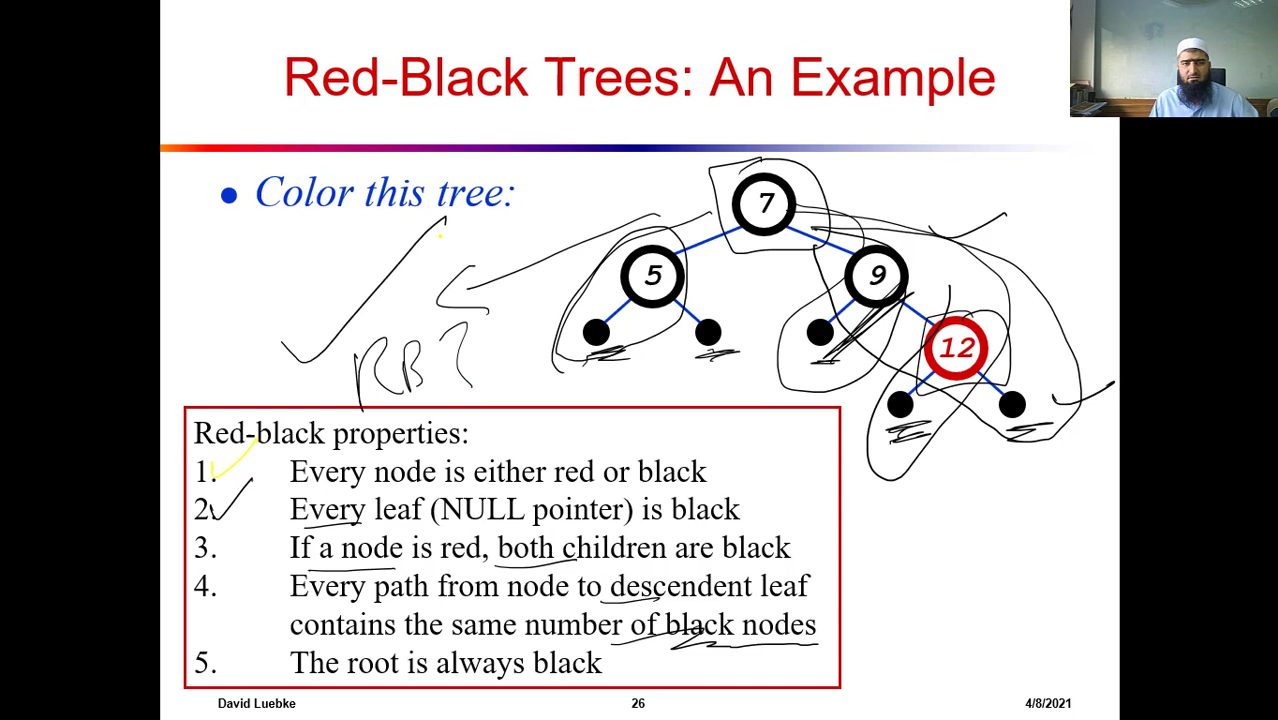 Red-Black Trees: An Example
● Color this tree:
7
5
9
12
RB?
Red-black properties:
1. Every node is either red or black
2. Every leaf (NULL pointer) is black
3. If a node is red, both children are black
4. Every path from node to descendent leaf
contains the same number of black nodes
5. The root is always black
David Luebke
26
4/8/2021